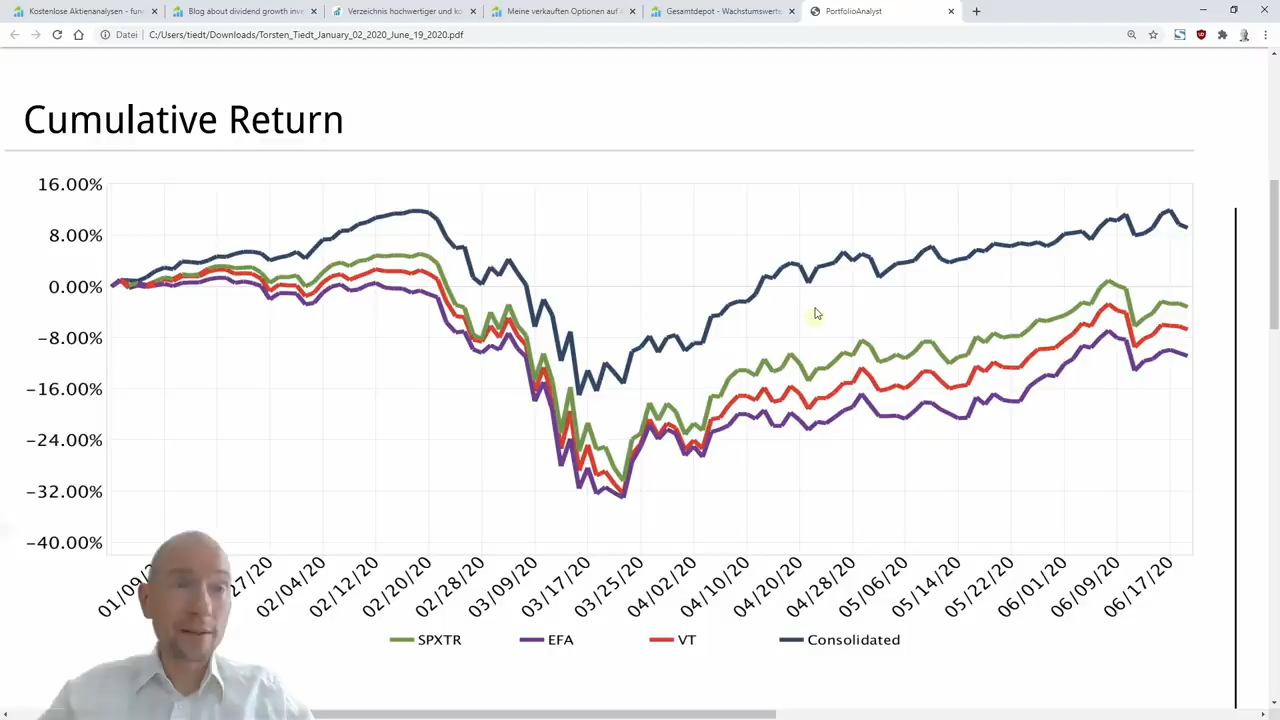 Kostenlose Aktienanalysen - fun
Blog about dividend growth inve
Verzeichnis hochwertiger und ko
Meine verkauften Optionen auf A
Gesamtdepot - Wachstumswerte
PortfolioAnalyst
Datei
C:/Users/tiedt/Downloads/Torsten_Tiedt_January_02_2020_June_19_2020.pdf
Cumulative Return
16.00%
8.00%
0.00%
-8.00%
-16.00%
-24.00%
-32.00%
-40.00%
01/09/2 27/20 02/04/20 02/12/20 02/20/20 02/28/20 03/09/20 03/17/20 03/25/20 04/02/20 04/10/20 04/20/20 04/28/20 05/06/20 05/14/20 05/22/20 06/01/20 06/09/20 06/17/20
SPXTR EFA VT Consolidated